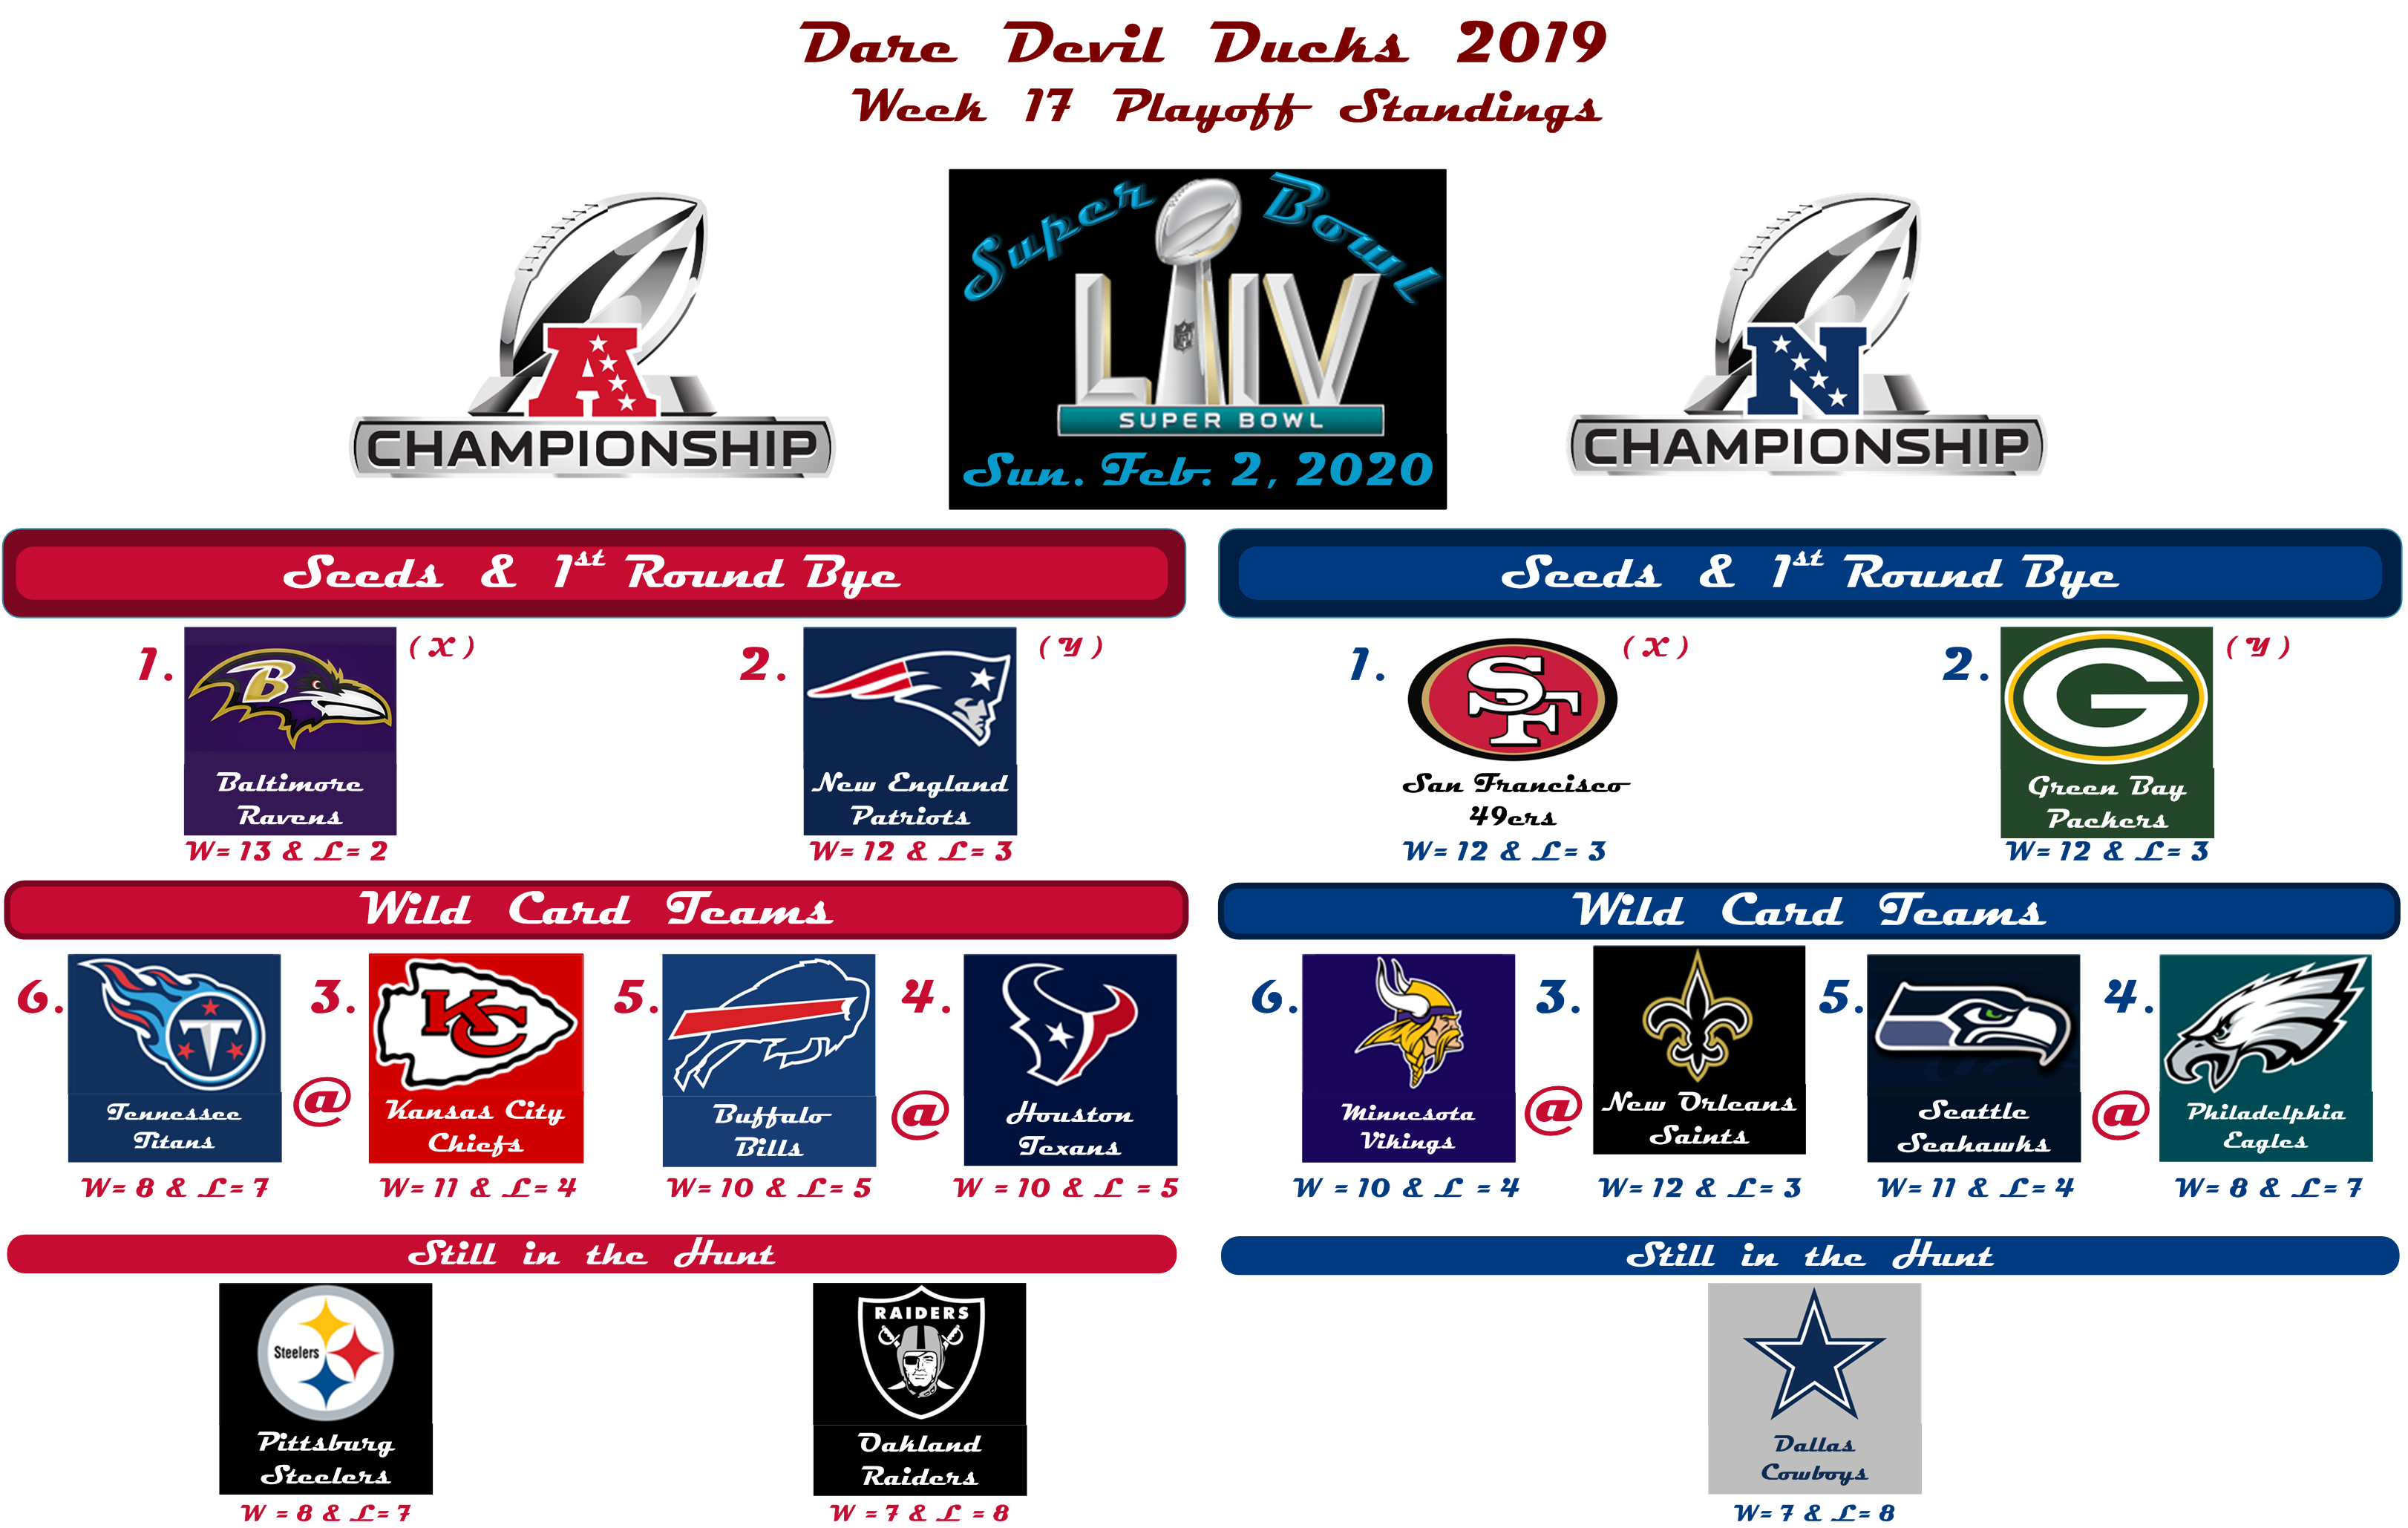 Dare Devil Ducks 2019
Week 17 Playoff Standings
Super Bowl
LIV
SUPER BOWL
Sun. Feb. 2, 2020
A
CHAMPIONSHIP
N
CHAMPIONSHIP
Seeds & 1st Round Bye
1.
B
( X )
Baltimore
Ravens
W= 13 & L= 2
2.
( Y )
New England
Patriots
W= 12 & L= 3
Seeds & 1st Round Bye
1.
SF
( X )
San Francisco
49ers
W= 12 & L= 3
2.
G
( Y )
Green Bay
Packers
W= 12 & L= 3
Wild Card Teams
6.
T
Tennessee
Titans
W= 8 & L= 7
@
3.
KC
Kansas City
Chiefs
W= 11 & L= 4
5.
Buffalo
Bills
W= 10 & L= 5
@
4.
Houston
Texans
W = 10 & L = 5
Wild Card Teams
6.
Minnesota
Vikings
W = 10 & L = 4
@
3.
New Orleans
Saints
W= 12 & L= 3
5.
Seattle
Seahawks
W= 11 & L= 4
@
4.
Philadelphia
Eagles
W= 8 & L= 7
Still in the Hunt
Steelers
Pittsburg
Steelers
W = 8 & L= 7
RAIDERS
Oakland
Raiders
W = 7 & L = 8
Still in the Hunt
Dallas
Cowboys
W= 7 & L= 8